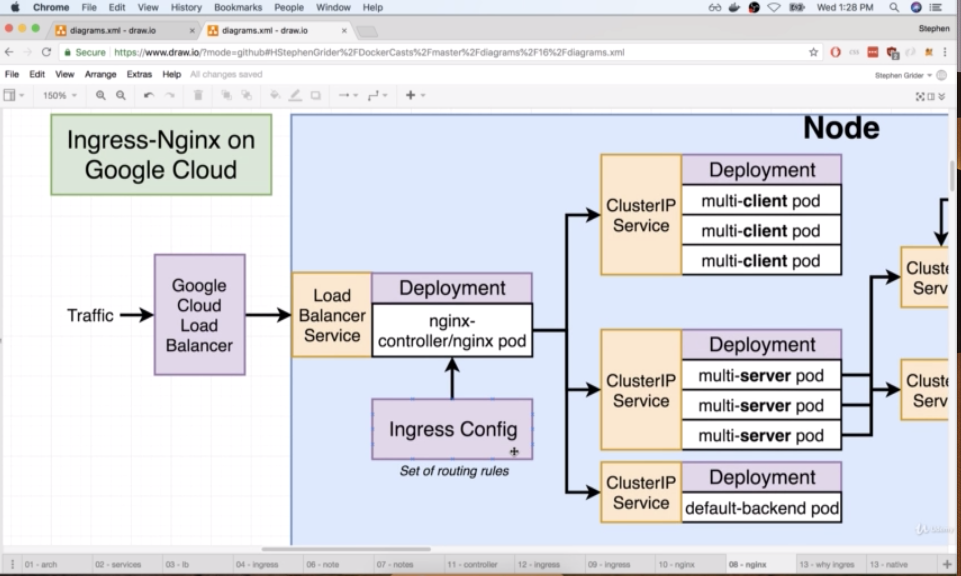 Chrome File Edit View History Bookmarks People Window Help
Wed 1:28 PM
diagrams.xml - draw.io
diagrams.xml - draw.io
Stephen
Secure https://www.draw.io/?mode=github#HStephenGrider%2FDockerCasts%2Fmaster%2Fdiagrams%2F16%2Fdiagrams.xml
File Edit View Arrange Extras Help All changes saved
Stephen Grider
150%
Ingress-Nginx on
Google Cloud
Node
Traffic
Google
Cloud
Load
Balancer
Load
Balancer
Service
Deployment
nginx-
controller/nginx pod
Ingress Config
Set of routing rules
ClusterIP
Service
Deployment
multi-client pod
multi-client pod
multi-client pod
ClusterIP
Service
Deployment
multi-server pod
multi-server pod
multi-server pod
ClusterIP
Service
Deployment
default-backend pod
Cluste
Serv
Cluste
Serv
Udemy
01 - arch 02 - services 03 - lb 04 - ingress 06 - note 07 - notes 11 - controller 12 - ingress 09 - ingress 10 - nginx 08 - nginx 13 - why ingres 13 - native